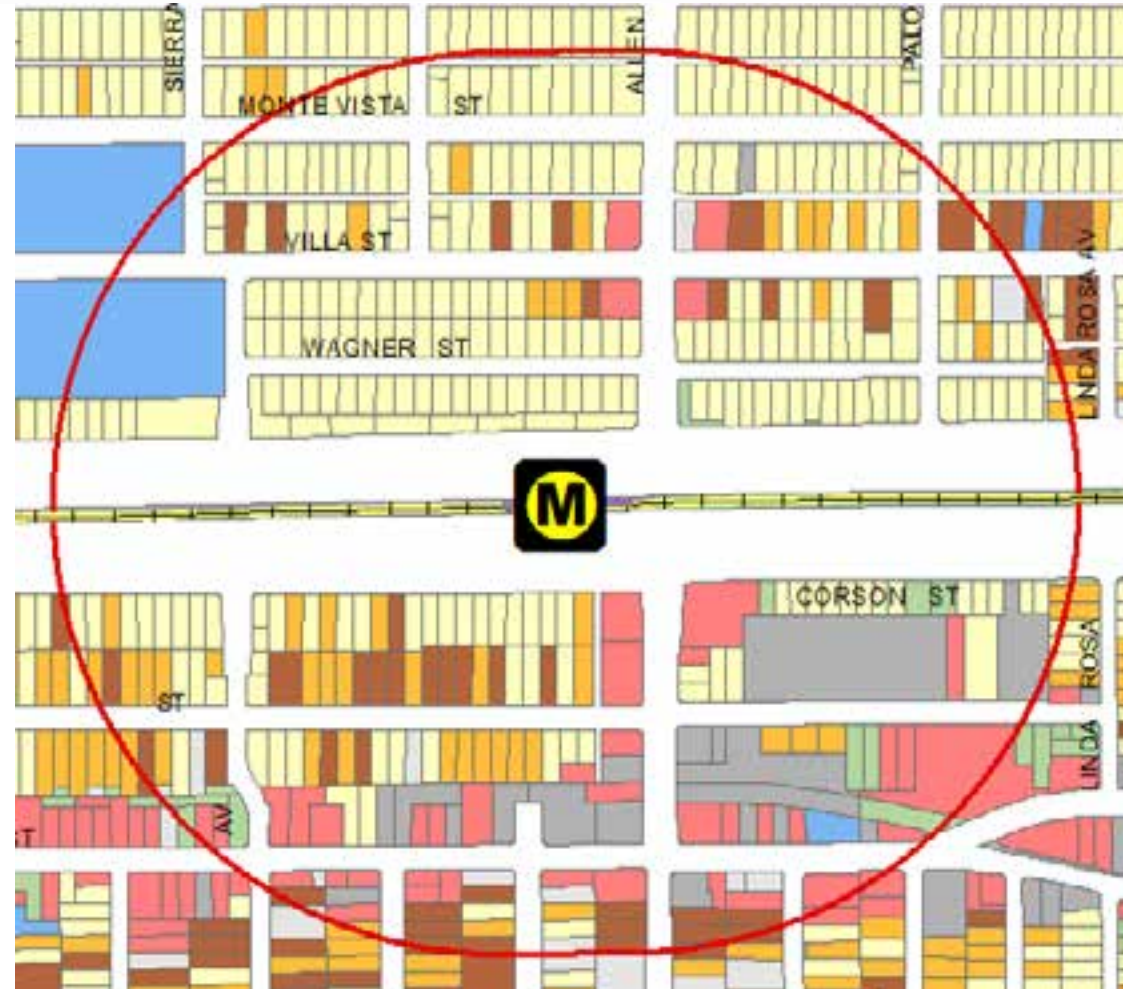 SIERRA
ALLEN
PALO
MONTE VISTA ST
VILLA ST
LINDA ROSA AV
WAGNER ST
M
CORSON ST
LINDA ROSA
ST
LINDA
AV
ST